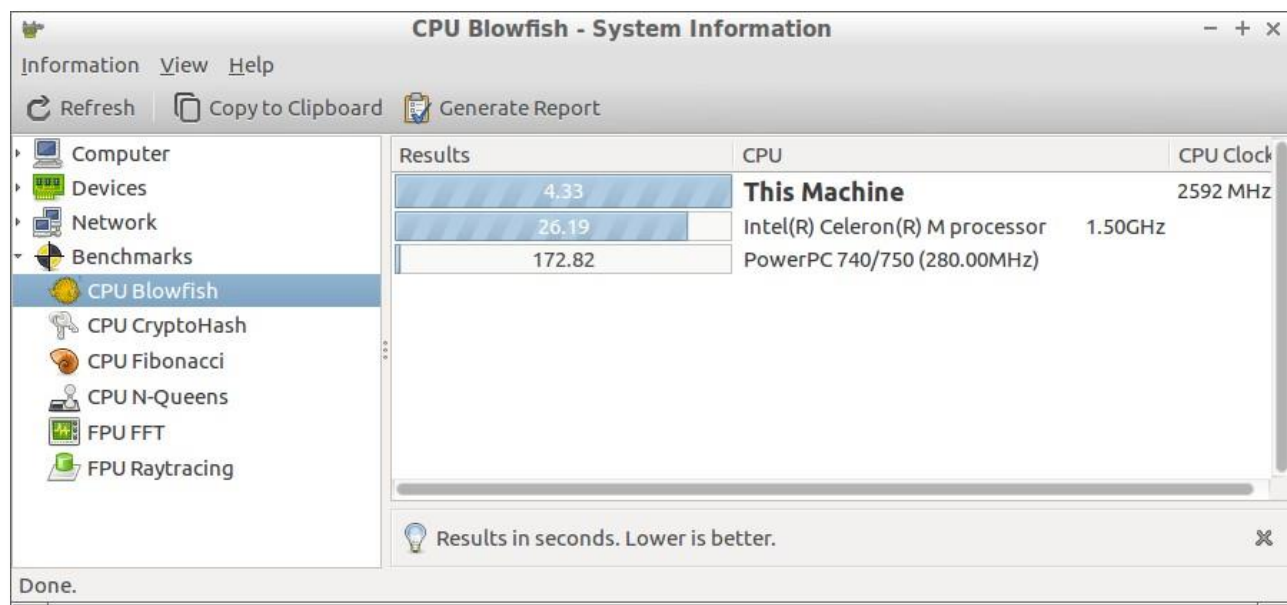 CPU Blowfish - System Information
Information View Help
Refresh Copy to Clipboard Generate Report
Computer
Devices
Network
Benchmarks
CPU Blowfish
CPU CryptoHash
CPU Fibonacci
CPU N-Queens
FPU FFT
FPU Raytracing
Results CPU CPU Clock
4.33 This Machine 2592 MHz
26.19 Intel(R) Celeron(R) M processor 1.50GHz
172.82 PowerPC 740/750 (280.00MHz)
Results in seconds. Lower is better.
Done.